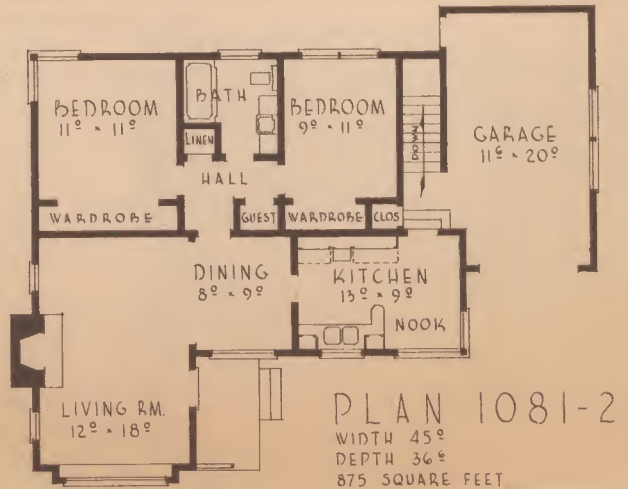 BEDROOM
11⁰ x 11⁰
BATH
BEDROOM
9⁰ x 11⁰
LINEN
DOWN
GARAGE
11⁶ x 20⁰
HALL
WARDROBE
GUEST
WARDROBE
CLOS
DINING
8⁰ x 9⁰
KITCHEN
13⁰ x 9⁰
NOOK
LIVING RM.
12⁰ x 18⁰
PLAN 1081-2
WIDTH 45⁰
DEPTH 36⁶
875 SQUARE FEET